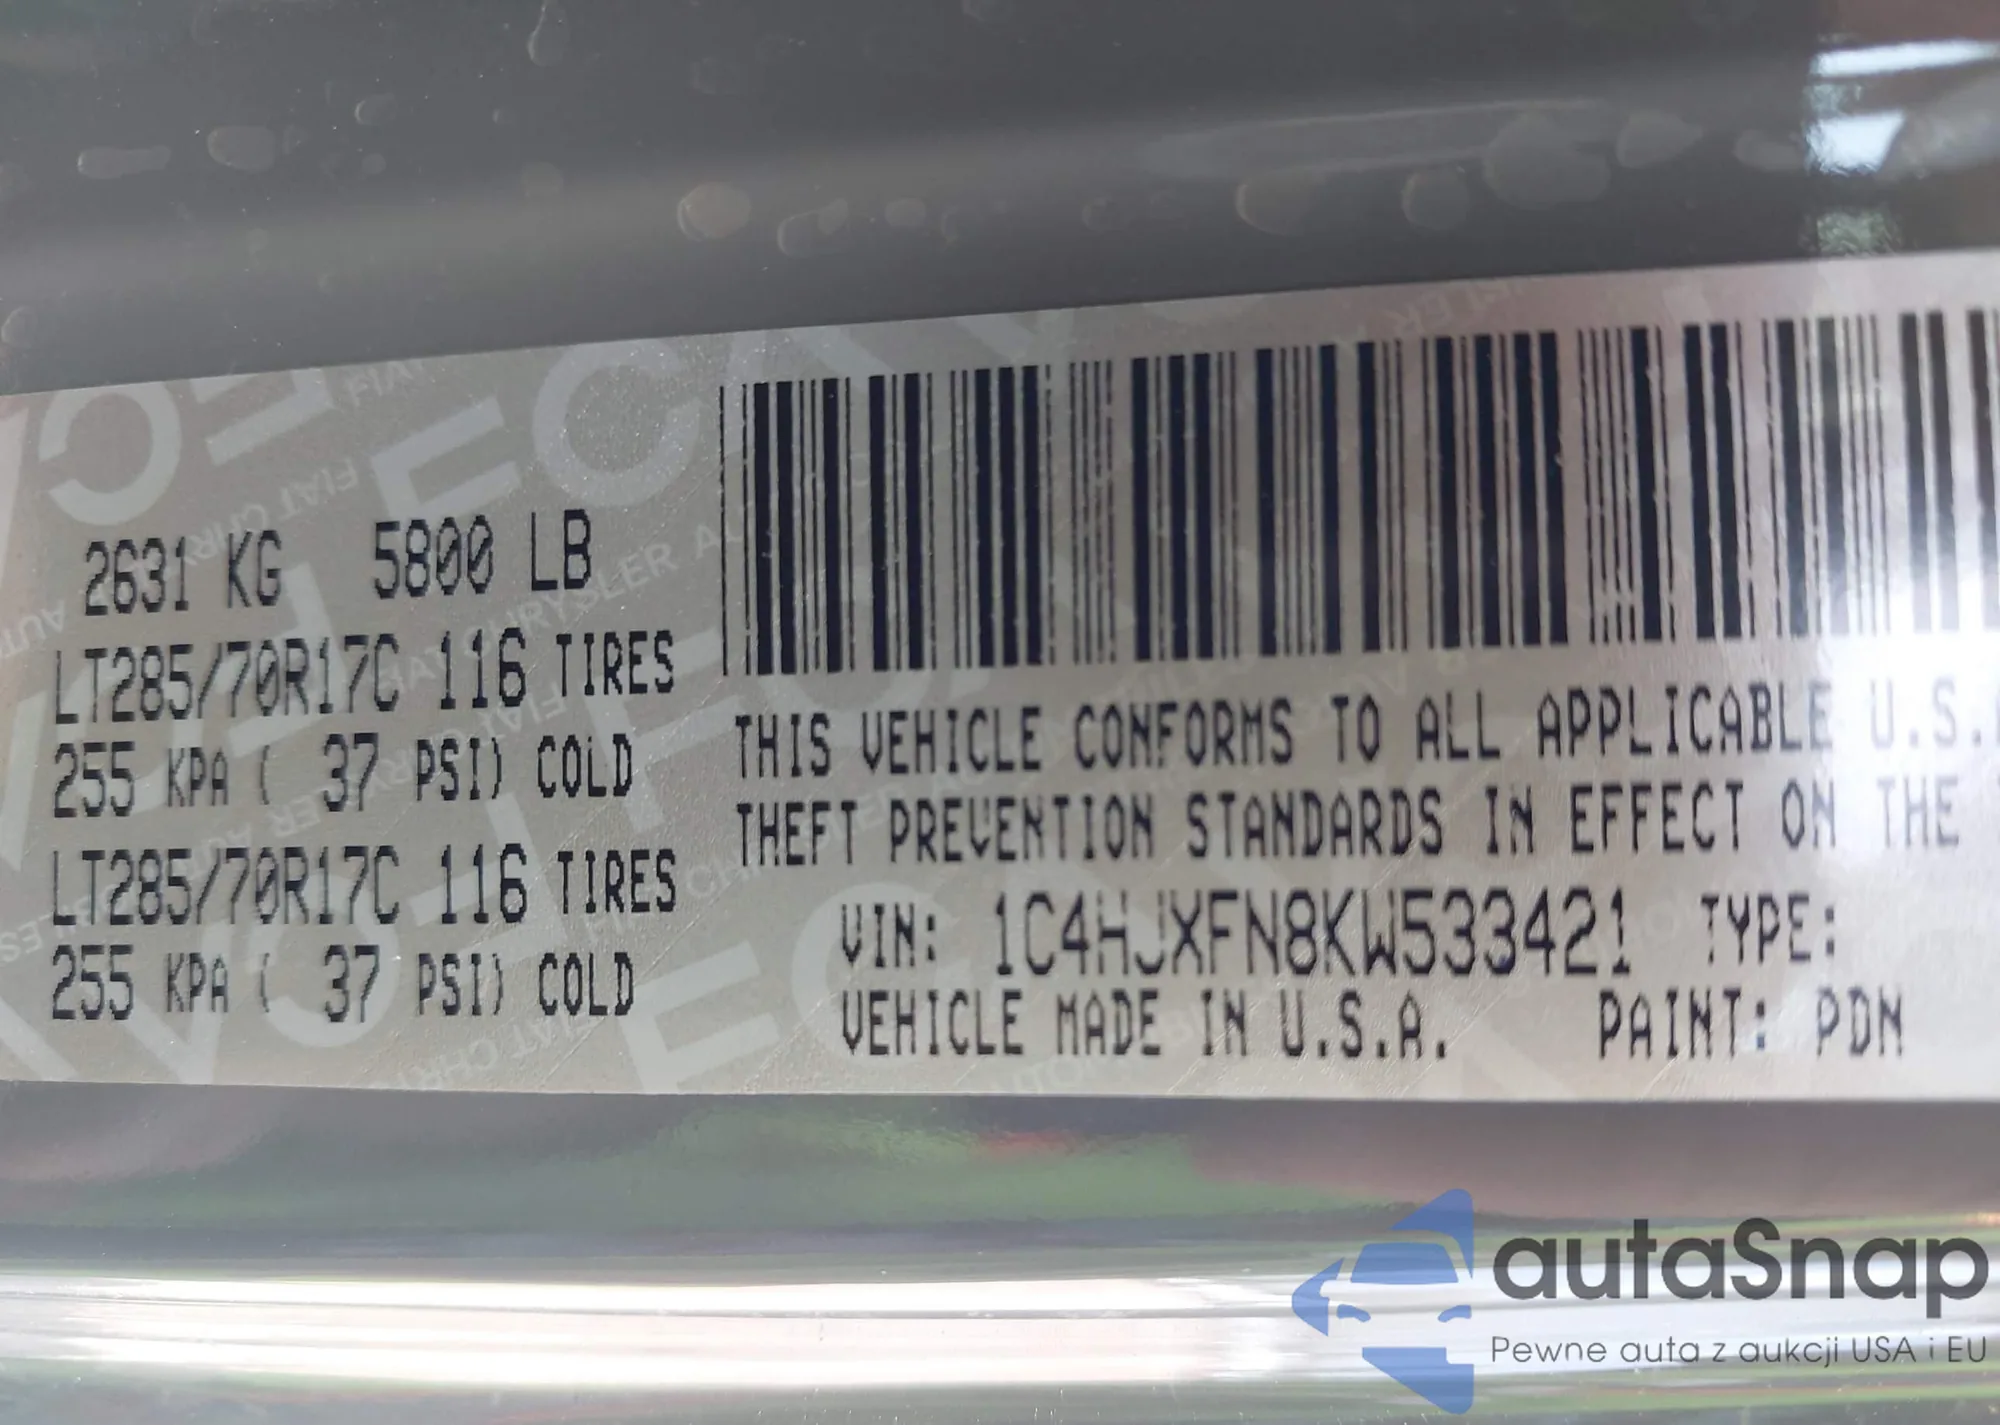 2631 KG 5800 LB
LT285/70R17C 116 TIRES
255 KPA ( 37 PSI) COLD
LT285/70R17C 116 TIRES
255 KPA ( 37 PSI) COLD
THIS VEHICLE CONFORMS TO ALL APPLICABLE U.S.
THEFT PREVENTION STANDARDS IN EFFECT ON THE
VIN: 1C4HJXFN8KW533421 TYPE:
VEHICLE MADE IN U.S.A. PAINT: PDN
autaSnap
Pewne auta z aukcji USA i EU